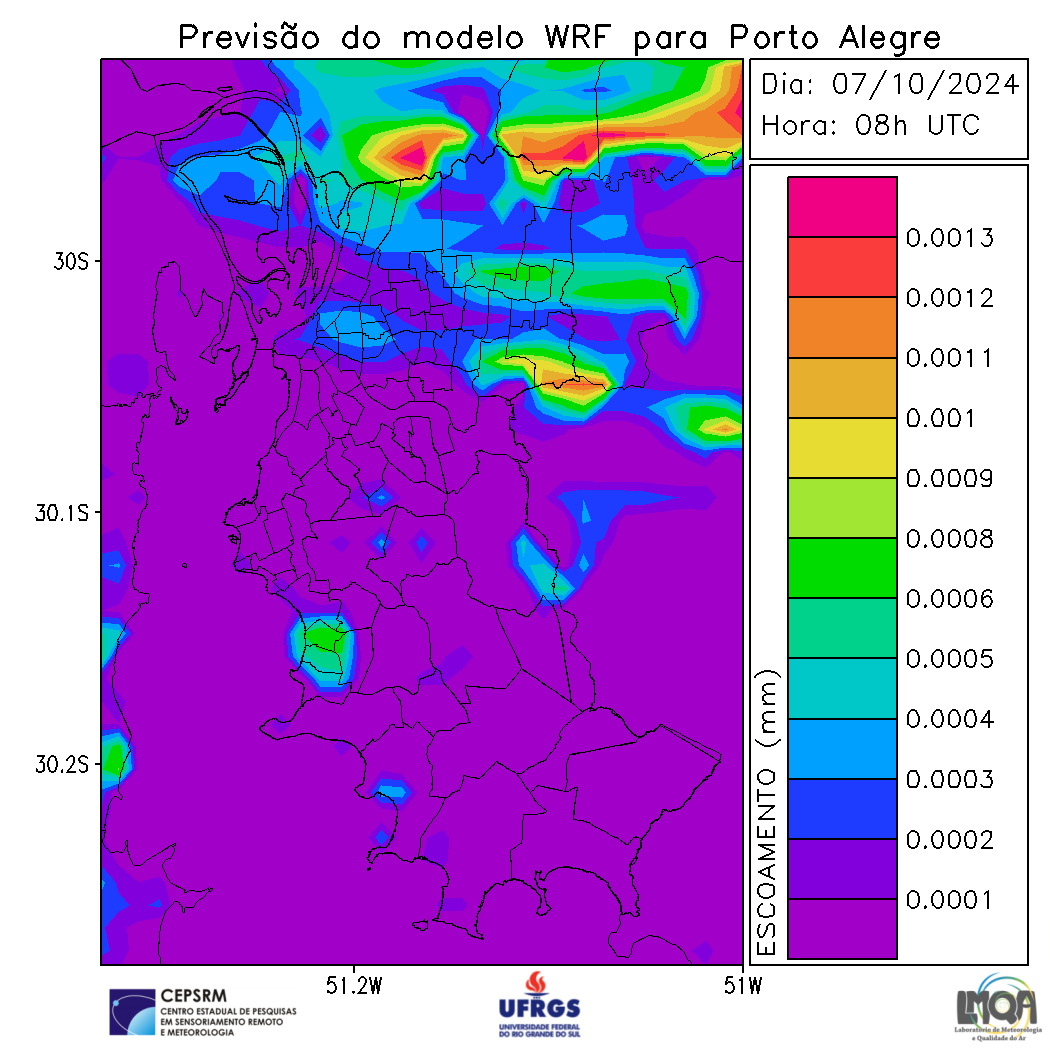 Previsão do modelo WRF para Porto Alegre
Dia: 07/10/2024
Hora: 08h UTC
30S
30.1S
30.2S
51.2W
51W
ESCOAMENTO (mm)
0.0013
0.0012
0.0011
0.001
0.0009
0.0008
0.0006
0.0005
0.0004
0.0003
0.0002
0.0001
CEPSRM
CENTRO ESTADUAL DE PESQUISAS
EM SENSORIAMENTO REMOTO
E METEOROLOGIA
UFRGS
UNIVERSIDADE FEDERAL
DO RIO GRANDE DO SUL
LMQA
Laboratório de Meteorologia
e Qualidade do Ar